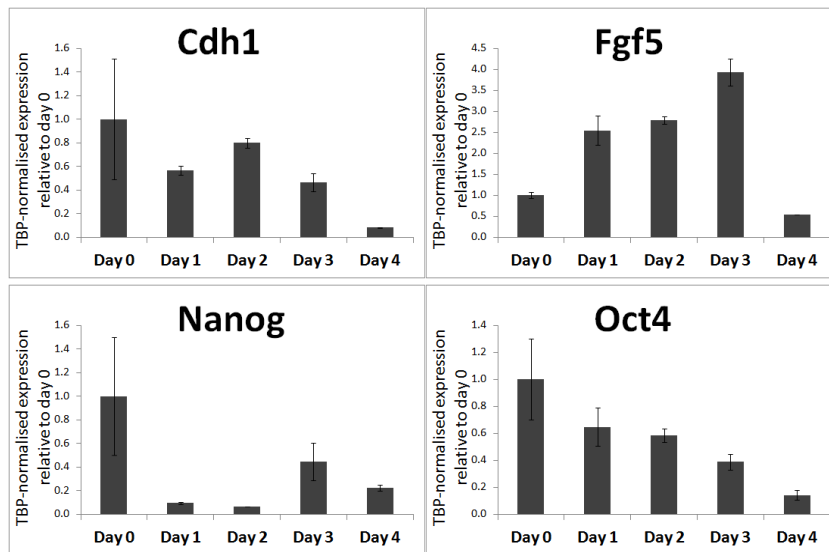 Cdh1
TBP-normalised expression
relative to day 0
1.6
1.4
1.2
1.0
0.8
0.6
0.4
0.2
0.0
Day 0 Day 1 Day 2 Day 3 Day 4
Fgf5
TBP-normalised expression
relative to day 0
4.5
4.0
3.5
3.0
2.5
2.0
1.5
1.0
0.5
0.0
Day 0 Day 1 Day 2 Day 3 Day 4
Nanog
TBP-normalised expression
relative to day 0
1.6
1.4
1.2
1.0
0.8
0.6
0.4
0.2
0.0
Day 0 Day 1 Day 2 Day 3 Day 4
Oct4
TBP-normalised expression
relative to day 0
1.4
1.2
1.0
0.8
0.6
0.4
0.2
0.0
Day 0 Day 1 Day 2 Day 3 Day 4